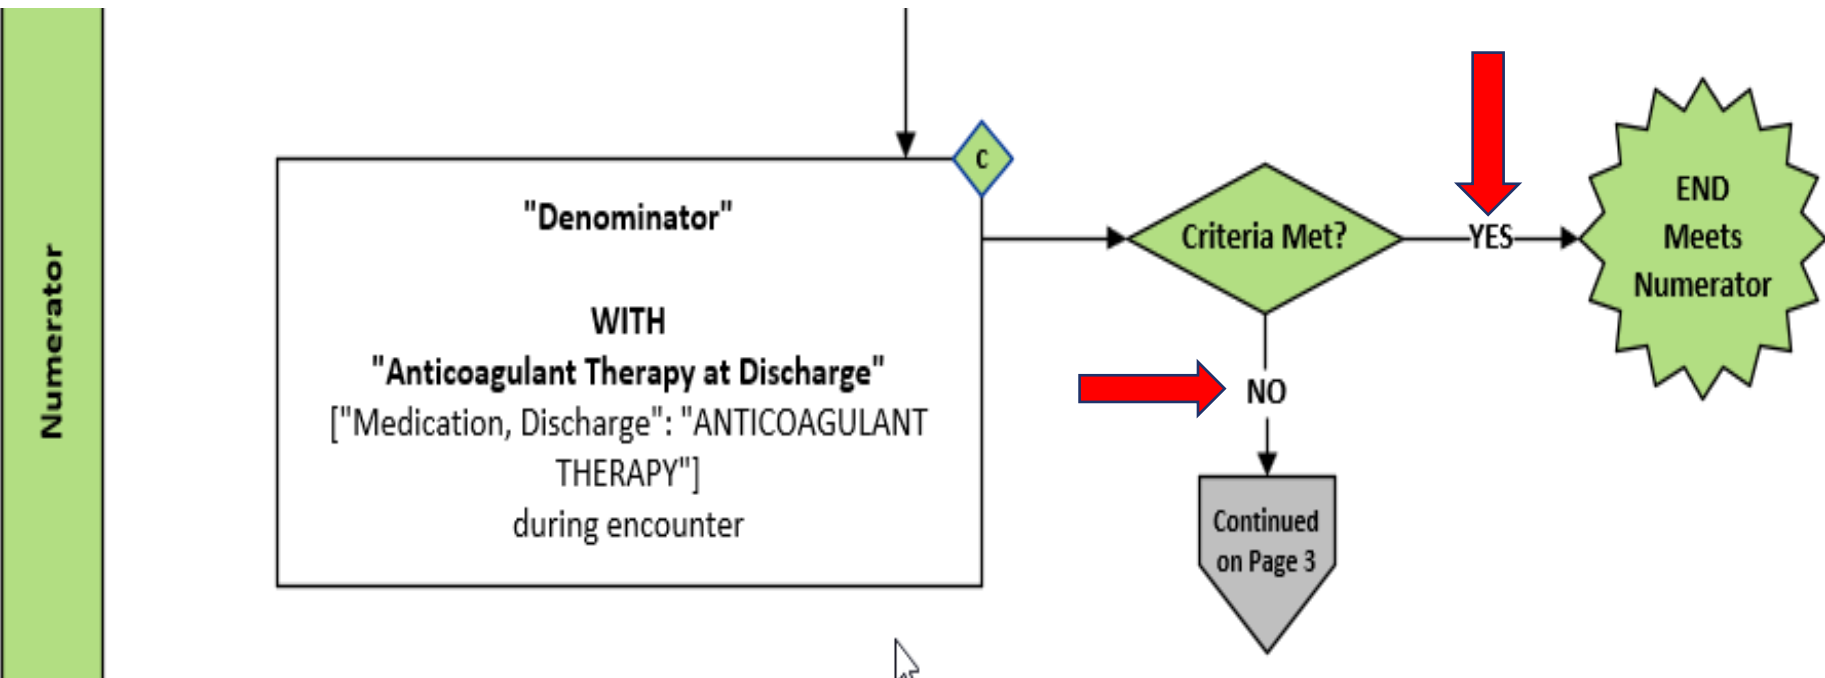 Numerator
C
"Denominator"
WITH
"Anticoagulant Therapy at Discharge"
["Medication, Discharge": "ANTICOAGULANT
THERAPY"]
during encounter
Criteria Met?
YES
END
Meets
Numerator
NO
Continued
on Page 3